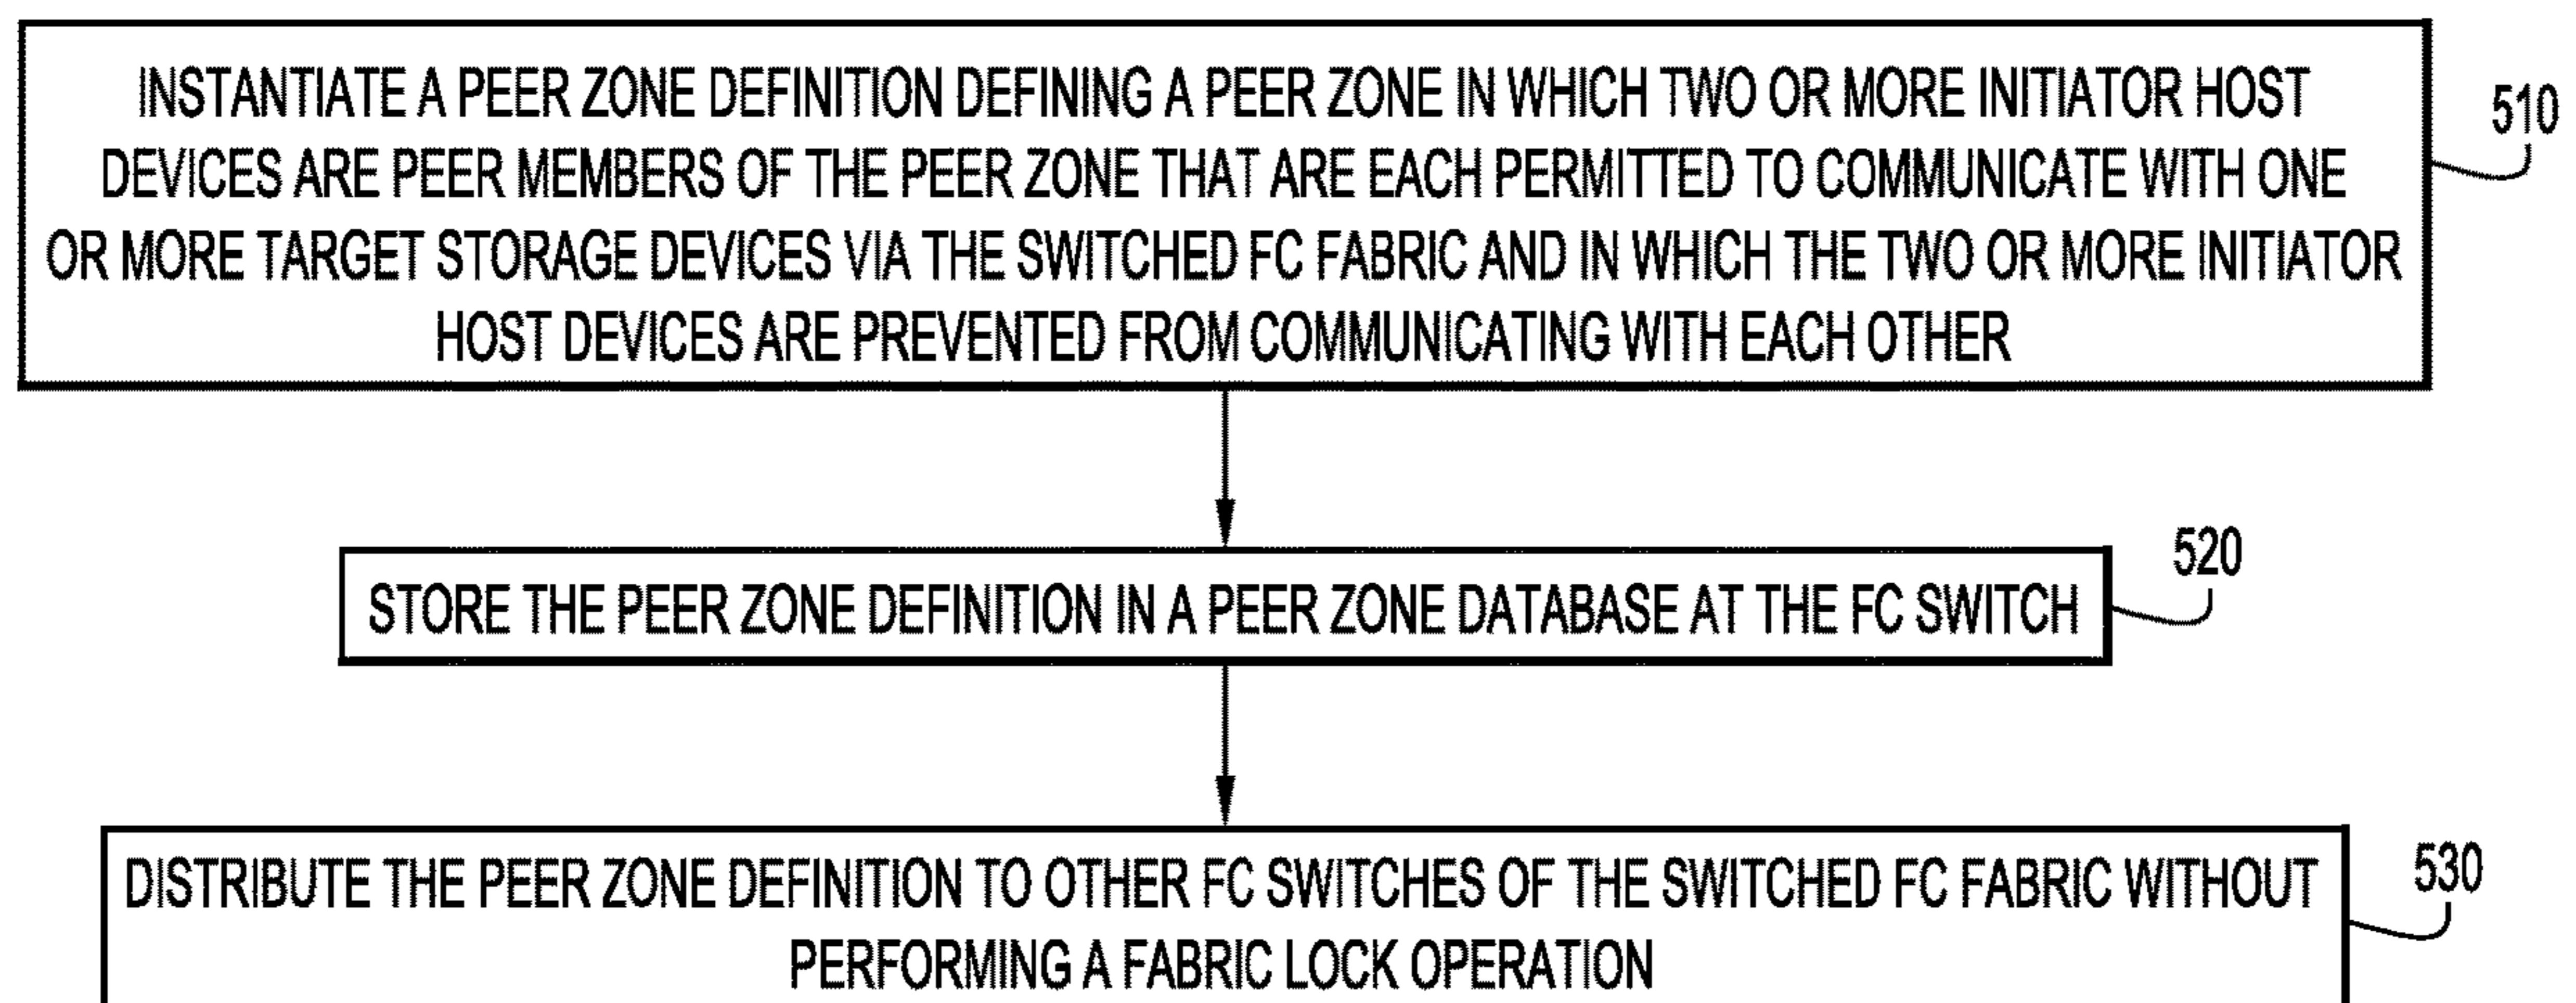 INSTANTIATE A PEER ZONE DEFINITION DEFINING A PEER ZONE IN WHICH TWO OR MORE INITIATOR HOST
DEVICES ARE PEER MEMBERS OF THE PEER ZONE THAT ARE EACH PERMITTED TO COMMUNICATE WITH ONE
OR MORE TARGET STORAGE DEVICES VIA THE SWITCHED FC FABRIC AND IN WHICH THE TWO OR MORE INITIATOR
HOST DEVICES ARE PREVENTED FROM COMMUNICATING WITH EACH OTHER
510
STORE THE PEER ZONE DEFINITION IN A PEER ZONE DATABASE AT THE FC SWITCH
520
DISTRIBUTE THE PEER ZONE DEFINITION TO OTHER FC SWITCHES OF THE SWITCHED FC FABRIC WITHOUT
PERFORMING A FABRIC LOCK OPERATION
530